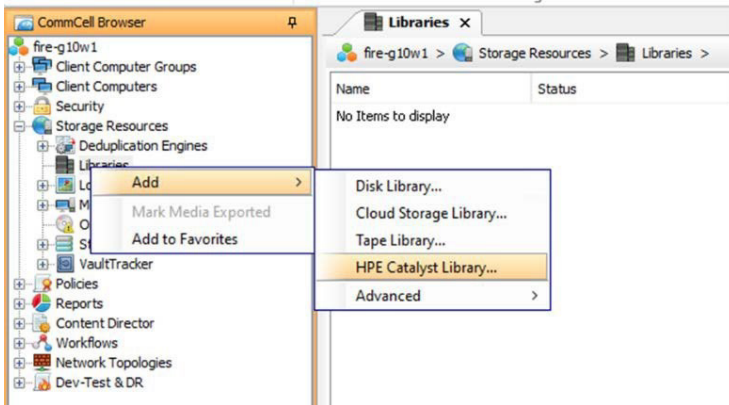 CommCell Browser
fire-g10w1
Client Computer Groups
Client Computers
Security
Storage Resources
Deduplication Engines
Libraries
VaultTracker
Policies
Reports
Content Director
Workflows
Network Topologies
Dev-Test & DR
Add
Mark Media Exported
Add to Favorites
Disk Library...
Cloud Storage Library...
Tape Library...
HPE Catalyst Library...
Advanced
Libraries
fire-g10w1 > Storage Resources > Libraries >
Name Status
No Items to display